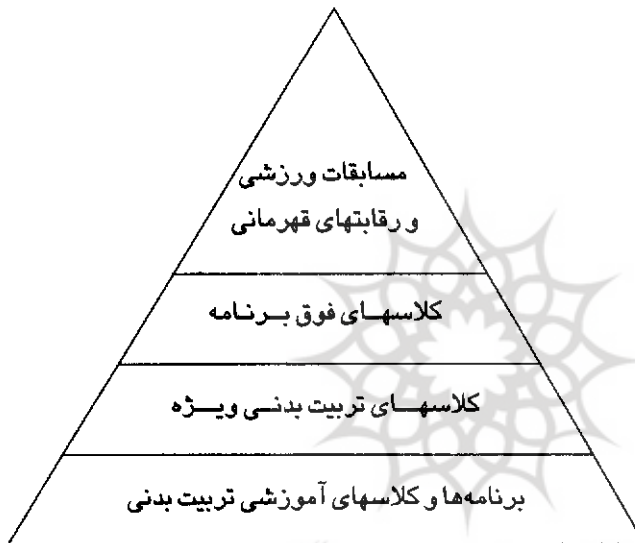 مسابقات ورزشی
و رقابتهای قهرمانی
کلاسهای فوق برنامه
کلاسهای تربیت بدنی ویژه
برنامه‌ها و کلاسهای آموزشی تربیت بدنی